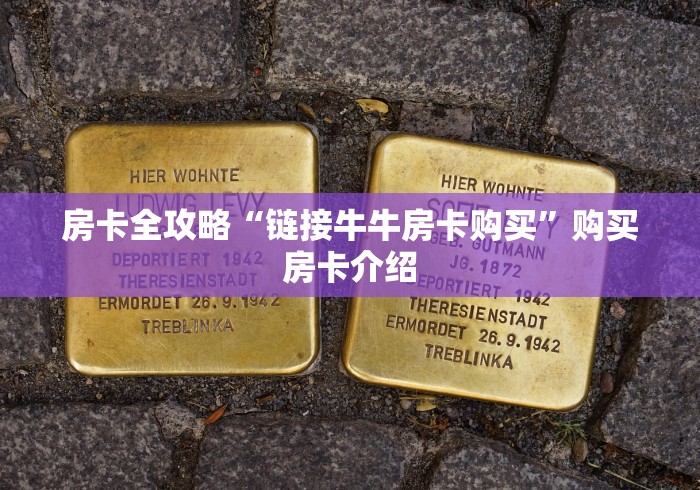 HIER WOHNTE
LUDWIG LEVY
DEPORTIERT 1942
THERESIENSTADT
ERMORDET 26.9.1942
TREBLINKA
HIER WOHNTE
GEB. GUTMANN
JG. 1872
DEPORTIERT 1942
THERESIENSTADT
ERMORDET 26.9.1942
TREBLINKA
房卡全攻略“链接牛牛房卡购买”购买
房卡介绍